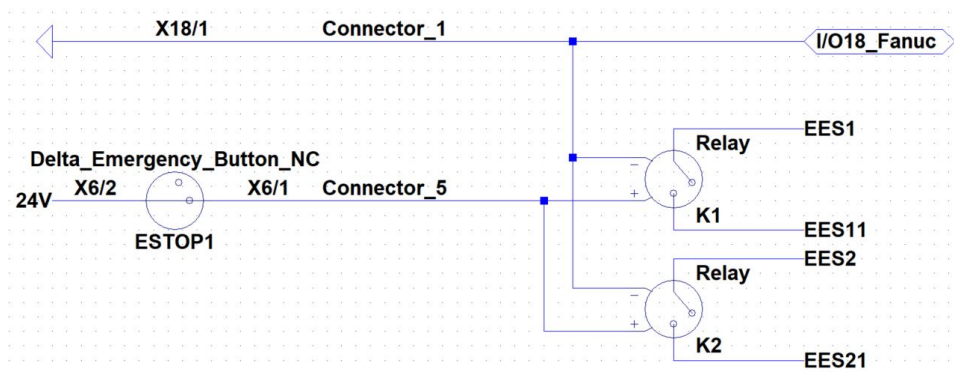 X18/1 Connector_1
I/O18_Fanuc
EES1
Relay
Delta_Emergency_Button_NC
−
X6/2 X6/1 Connector_5
+
24V
K1
EES11
ESTOP1
EES2
Relay
−
+
K2
EES21